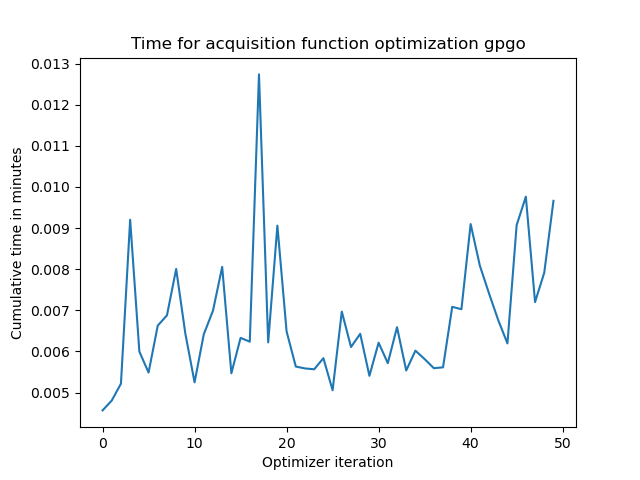 Time for acquisition function optimization gpgo
Cumulative time in minutes
0.013
0.012
0.011
0.010
0.009
0.008
0.007
0.006
0.005
0 10 20 30 40 50
Optimizer iteration